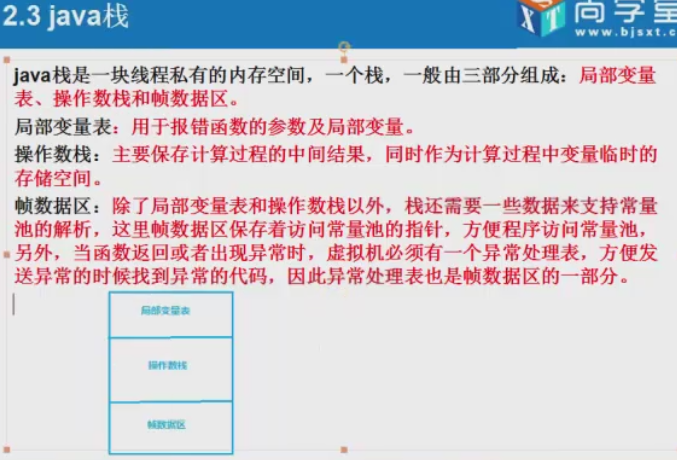 2.3 java栈
尚学堂
www.bjsxt.com
java栈是一块线程私有的内存空间，一个栈，一般由三部分组成：局部变量
表、操作数栈和帧数据区。
局部变量表：用于报错函数的参数及局部变量。
操作数栈：主要保存计算过程的中间结果，同时作为计算过程中变量临时的
存储空间。
帧数据区：除了局部变量表和操作数栈以外，栈还需要一些数据来支持常量
池的解析，这里帧数据区保存着访问常量池的指针，方便程序访问常量池，
另外，当函数返回或者出现异常时，虚拟机必须有一个异常处理表，方便发
送异常的时候找到异常的代码，因此异常处理表也是帧数据区的一部分。
局部变量表
操作数栈
帧数据区